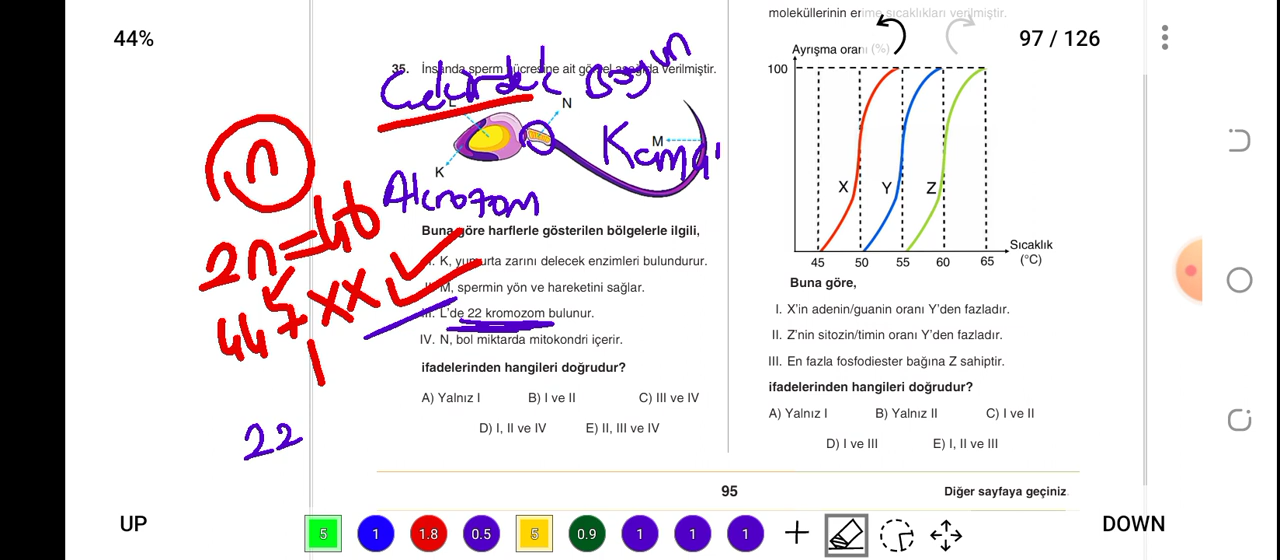 44%
97 / 126
moleküllerinin erime sıcaklıkları verilmiştir.
35. İnsanda sperm hücresine ait görsel aşağıda verilmiştir.
Çekirdek Boyun
L
N
M
K
Kamçı
Akrozom
n
2n=46
44+XX
22
Buna göre harflerle gösterilen bölgelerle ilgili,
I. K, yumurta zarını delecek enzimleri bulundurur.
II. M, spermin yön ve hareketini sağlar.
III. L'de 22 kromozom bulunur.
IV. N, bol miktarda mitokondri içerir.
ifadelerinden hangileri doğrudur?
A) Yalnız I B) I ve II C) III ve IV
D) I, II ve IV E) II, III ve IV
Ayrışma oranı (%)
100
X Y Z
Sıcaklık
(°C)
45 50 55 60 65
Buna göre,
I. X'in adenin/guanin oranı Y'den fazladır.
II. Z'nin sitozin/timin oranı Y'den fazladır.
III. En fazla fosfodiester bağına Z sahiptir.
ifadelerinden hangileri doğrudur?
A) Yalnız I B) Yalnız II C) I ve II
D) I ve III E) I, II ve III
95
Diğer sayfaya geçiniz.
UP
5 1 1.8 0.5 5 0.9 1 1 1
DOWN